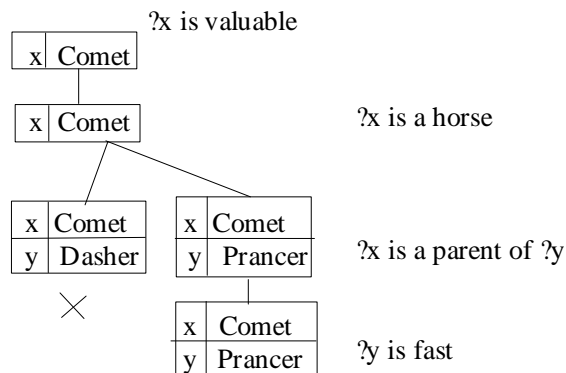 ?x is valuable
x Comet
x Comet
?x is a horse
x Comet
y Dasher
x Comet
y Prancer
?x is a parent of ?y
x Comet
y Prancer
?y is fast